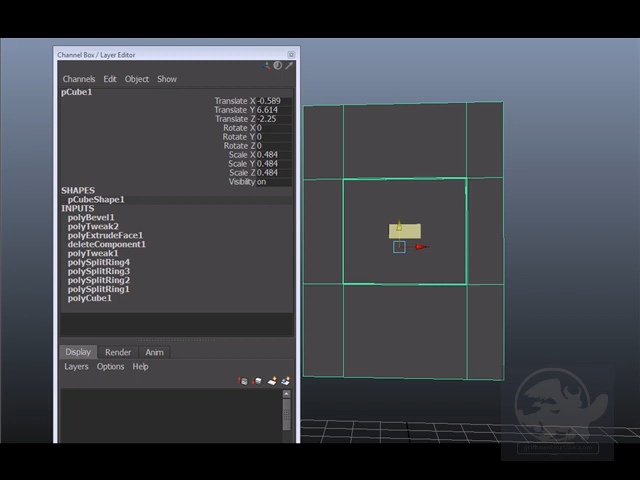 Channel Box / Layer Editor
Channels Edit Object Show
pCube1
Translate X -0.589
Translate Y 6.614
Translate Z -2.25
Rotate X 0
Rotate Y 0
Rotate Z 0
Scale X 0.484
Scale Y 0.484
Scale Z 0.484
Visibility on
SHAPES
pCubeShape1
INPUTS
polyBevel1
polyTweak2
polyExtrudeFace1
deleteComponent1
polyTweak1
polySplitRing4
polySplitRing3
polySplitRing2
polySplitRing1
polyCube1
Display Render Anim
Layers Options Help